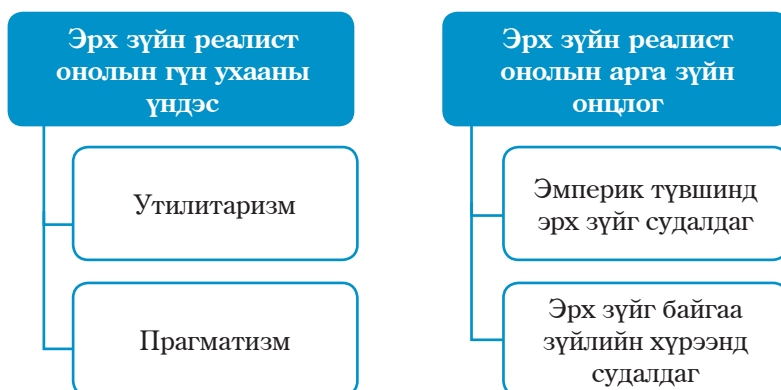 Эрх зүйн реалист
онолын гүн ухааны
үндэс
Утилитаризм
Прагматизм
Эрх зүйн реалист
онолын арга зүйн
онцлог
Эмперик түвшинд
эрх зүйг судалдаг
Эрх зүйг байгаа
зүйлийн хүрээнд
судалдаг